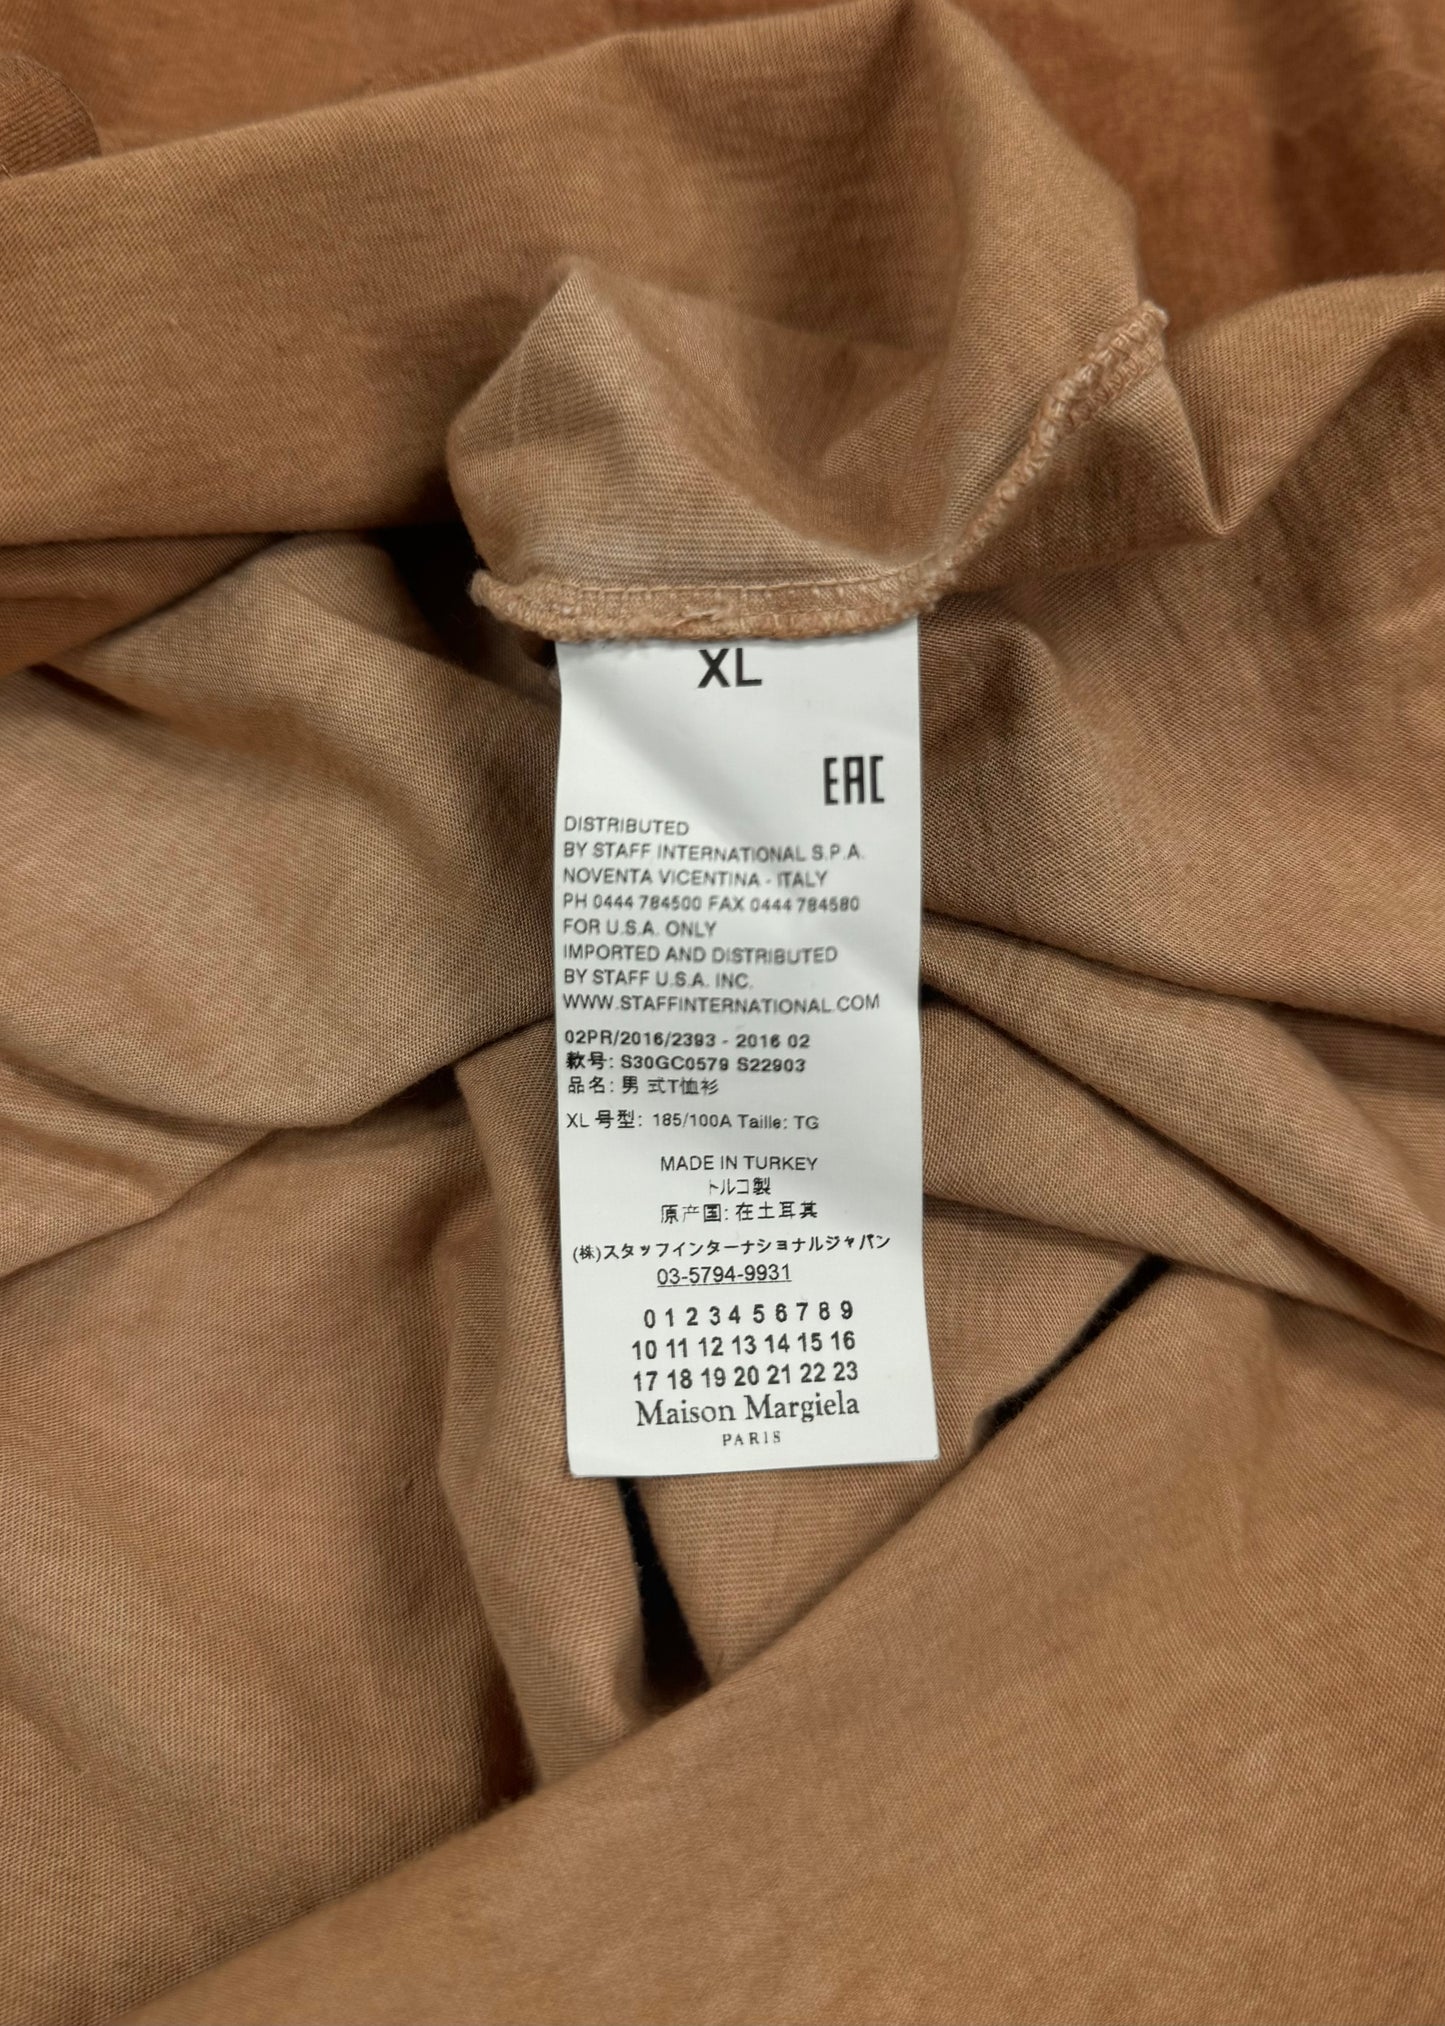 XL
EAC
DISTRIBUTED
BY STAFF INTERNATIONAL S.P.A.
NOVENTA VICENTINA - ITALY
PH 0444 784500 FAX 0444 784580
FOR U.S.A. ONLY
IMPORTED AND DISTRIBUTED
BY STAFF U.S.A. INC.
WWW.STAFFINTERNATIONAL.COM
02PR/2016/2393 - 2016 02
款号: S30GC0579 S22903
品名: 男 式T恤衫
XL 号型: 185/100A Taille: TG
MADE IN TURKEY
トルコ製
原产国: 在土耳其
(株)スタッフインターナショナルジャパン
03-5794-9931
0 1 2 3 4 5 6 7 8 9
10 11 12 13 14 15 16
17 18 19 20 21 22 23
Maison Margiela
PARIS